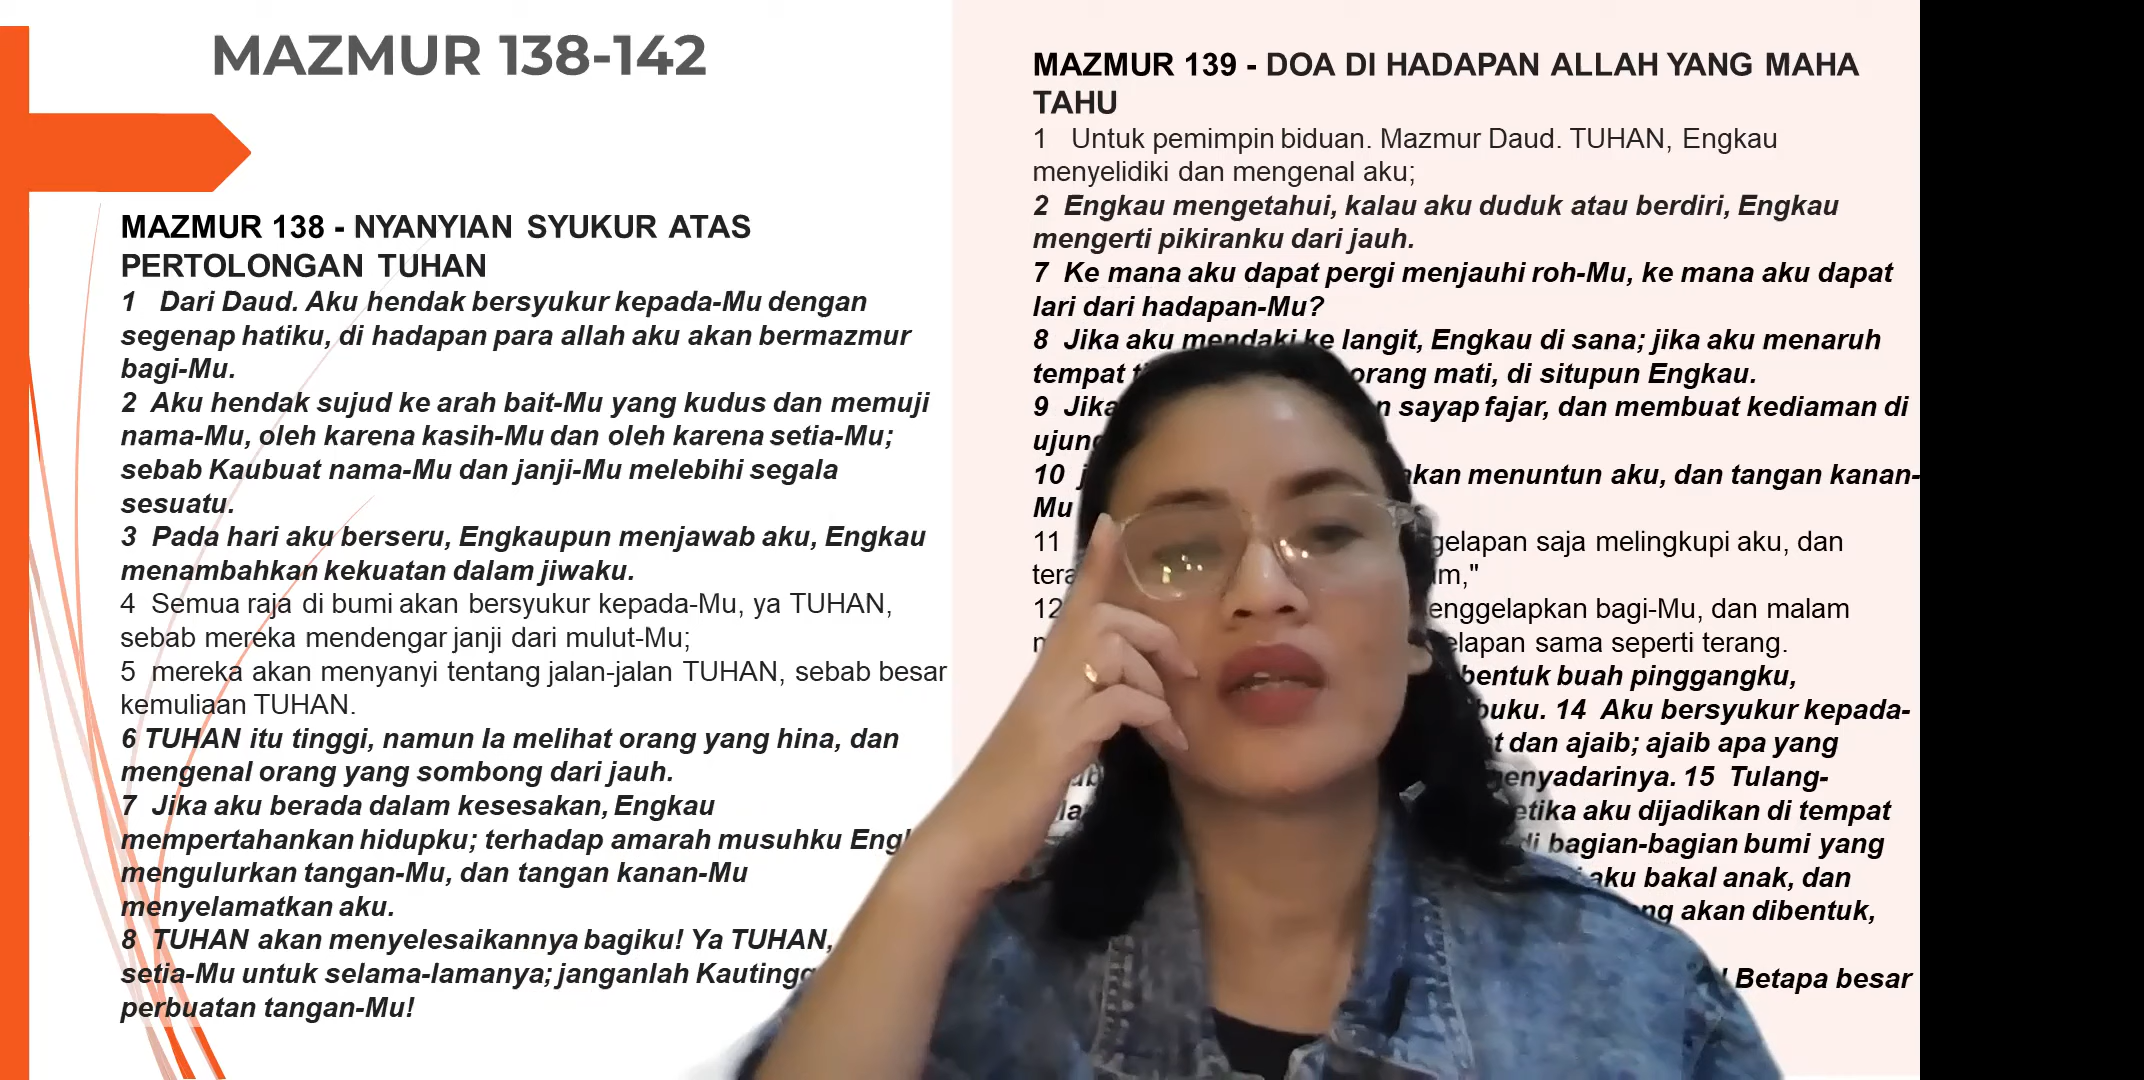 MAZMUR 138-142
MAZMUR 138 - NYANYIAN SYUKUR ATAS
PERTOLONGAN TUHAN
1 Dari Daud. Aku hendak bersyukur kepada-Mu dengan
segenap hatiku, di hadapan para allah aku akan bermazmur
bagi-Mu.
2 Aku hendak sujud ke arah bait-Mu yang kudus dan memuji
nama-Mu, oleh karena kasih-Mu dan oleh karena setia-Mu;
sebab Kaubuat nama-Mu dan janji-Mu melebihi segala
sesuatu.
3 Pada hari aku berseru, Engkaupun menjawab aku, Engkau
menambahkan kekuatan dalam jiwaku.
4 Semua raja di bumi akan bersyukur kepada-Mu, ya TUHAN,
sebab mereka mendengar janji dari mulut-Mu;
5 mereka akan menyanyi tentang jalan-jalan TUHAN, sebab besar
kemuliaan TUHAN.
6 TUHAN itu tinggi, namun Ia melihat orang yang hina, dan
mengenal orang yang sombong dari jauh.
7 Jika aku berada dalam kesesakan, Engkau
mempertahankan hidupku; terhadap amarah musuhku
mengulurkan tangan-Mu, dan tangan kanan-Mu
menyelamatkan aku.
8 TUHAN akan menyelesaikannya bagiku! Ya TUHAN,
setia-Mu untuk selama-lamanya; janganlah
perbuatan tangan-Mu!
MAZMUR 139 - DOA DI HADAPAN ALLAH YANG MAHA
TAHU
1 Untuk pemimpin biduan. Mazmur Daud. TUHAN, Engkau
menyelidiki dan mengenal aku;
2 Engkau mengetahui, kalau aku duduk atau berdiri, Engkau
mengerti pikiranku dari jauh.
7 Ke mana aku dapat pergi menjauhi roh-Mu, ke mana aku dapat
lari dari hadapan-Mu?
8 Jika aku mendaki ke langit, Engkau di sana; jika aku menaruh
tempat orang mati, di situpun Engkau.
9 Jika sayap fajar, dan membuat kediaman di
10 akan menuntun aku, dan tangan kanan-
Mu
11 saja melingkupi aku, dan
12 bagi-Mu, dan malam
sama seperti terang.
buah pinggangku,
14 Aku bersyukur kepada-
dan ajaib; ajaib apa yang
15 Tulang-
aku dijadikan di tempat
di bagian-bagian bumi yang
aku bakal anak, dan
akan dibentuk,
Betapa besar